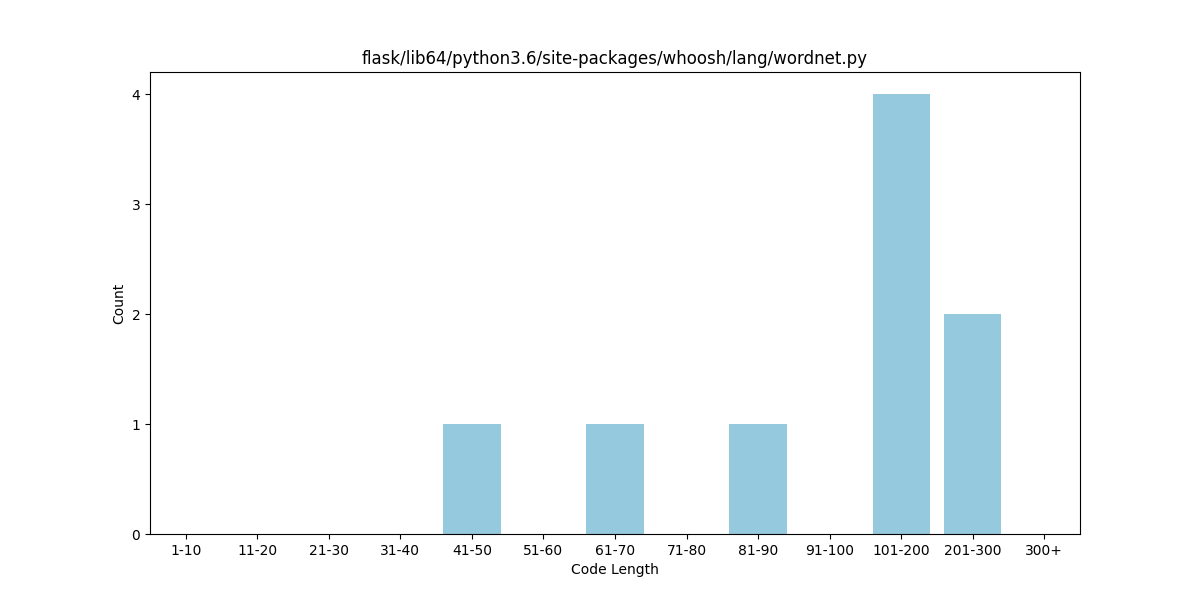 flask/lib64/python3.6/site-packages/whoosh/lang/wordnet.py
Count
4
3
2
1
0
1-10 11-20 21-30 31-40 41-50 51-60 61-70 71-80 81-90 91-100 101-200 201-300 300+
Code Length